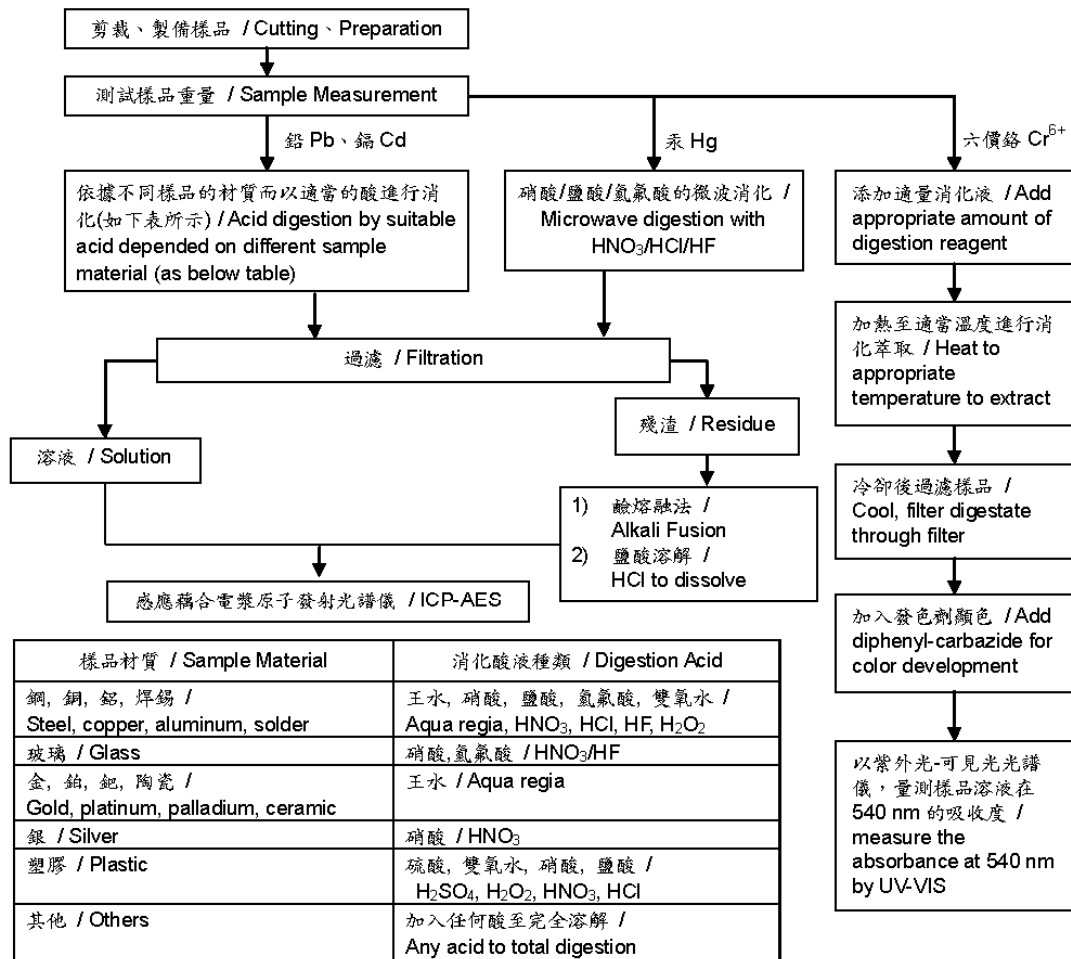 剪裁、製備樣品 / Cutting、Preparation
測試樣品重量 / Sample Measurement
鉛 Pb、鎘 Cd
汞 Hg
六價鉻 Cr⁶⁺
依據不同樣品的材質而以適當的酸進行消
化(如下表所示) / Acid digestion by suitable
acid depended on different sample
material (as below table)
硝酸/鹽酸/氫氟酸的微波消化 /
Microwave digestion with
HNO₃/HCl/HF
添加適量消化液 / Add
appropriate amount of
digestion reagent
過濾 / Filtration
加熱至適當溫度進行消
化萃取 / Heat to
appropriate
temperature to extract
溶液 / Solution
殘渣 / Residue
1) 鹼熔融法 /
Alkali Fusion
2) 鹽酸溶解 /
HCl to dissolve
冷卻後過濾樣品 /
Cool, filter digestate
through filter
感應藕合電漿原子發射光譜儀 / ICP-AES
加入發色劑顯色 / Add
diphenyl-carbazide for
color development
以紫外光-可見光光譜
儀，量測樣品溶液在
540 nm 的吸收度 /
measure the
absorbance at 540 nm
by UV-VIS
樣品材質 / Sample Material
消化酸液種類 / Digestion Acid
鋼, 銅, 鋁, 焊錫 /
Steel, copper, aluminum, solder
王水, 硝酸, 鹽酸, 氫氟酸, 雙氧水 /
Aqua regia, HNO₃, HCl, HF, H₂O₂
玻璃 / Glass
硝酸,氫氟酸 / HNO₃/HF
金, 鉑, 鈀, 陶瓷 /
Gold, platinum, palladium, ceramic
王水 / Aqua regia
銀 / Silver
硝酸 / HNO₃
塑膠 / Plastic
硫酸, 雙氧水, 硝酸, 鹽酸 /
H₂SO₄, H₂O₂, HNO₃, HCl
其他 / Others
加入任何酸至完全溶解 /
Any acid to total digestion